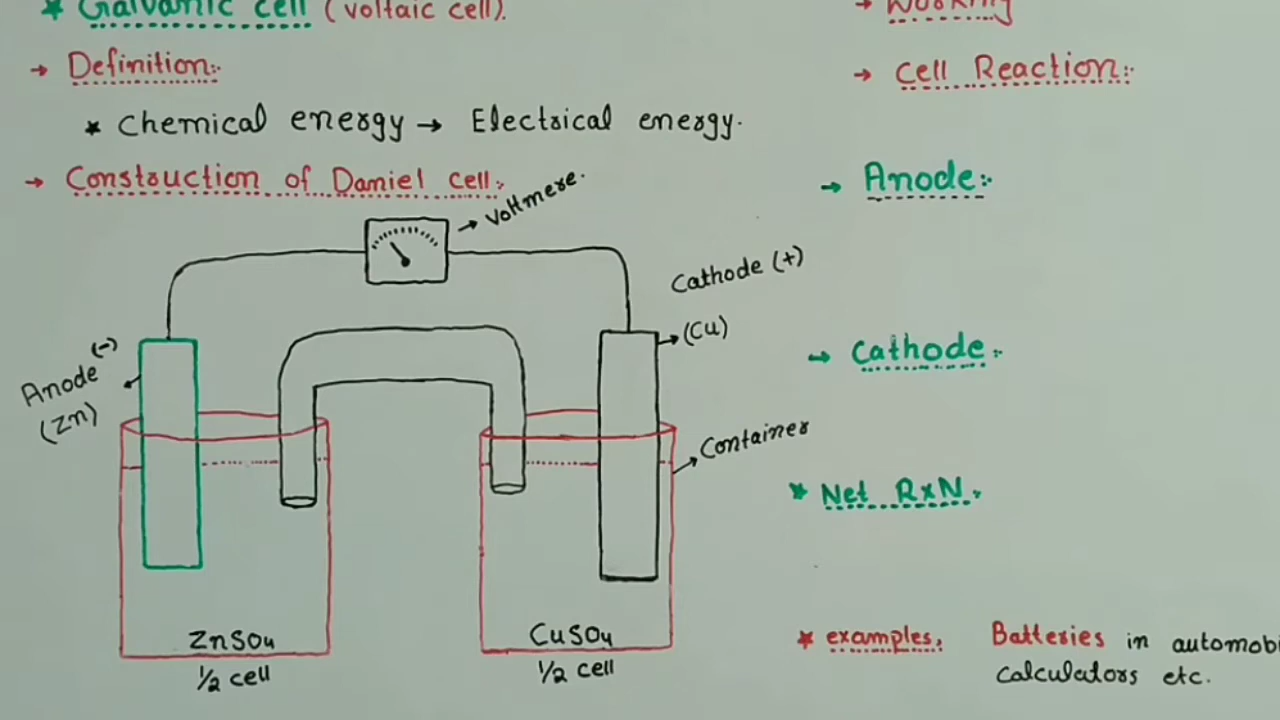 * Galvanic cell (voltaic cell).
→ Definition:
* Chemical energy → Electrical energy.
→ Construction of Daniel cell:
→ Voltmere.
Cathode (+)
→ (Cu)
(-)
Anode
(Zn)
→ Container
ZnSO4
1/2 cell
CuSO4
1/2 cell
→ Working
→ Cell Reaction:
→ Anode:
→ Cathode:
* Net RxN:
* examples, Batteries in automobi
calculators etc.